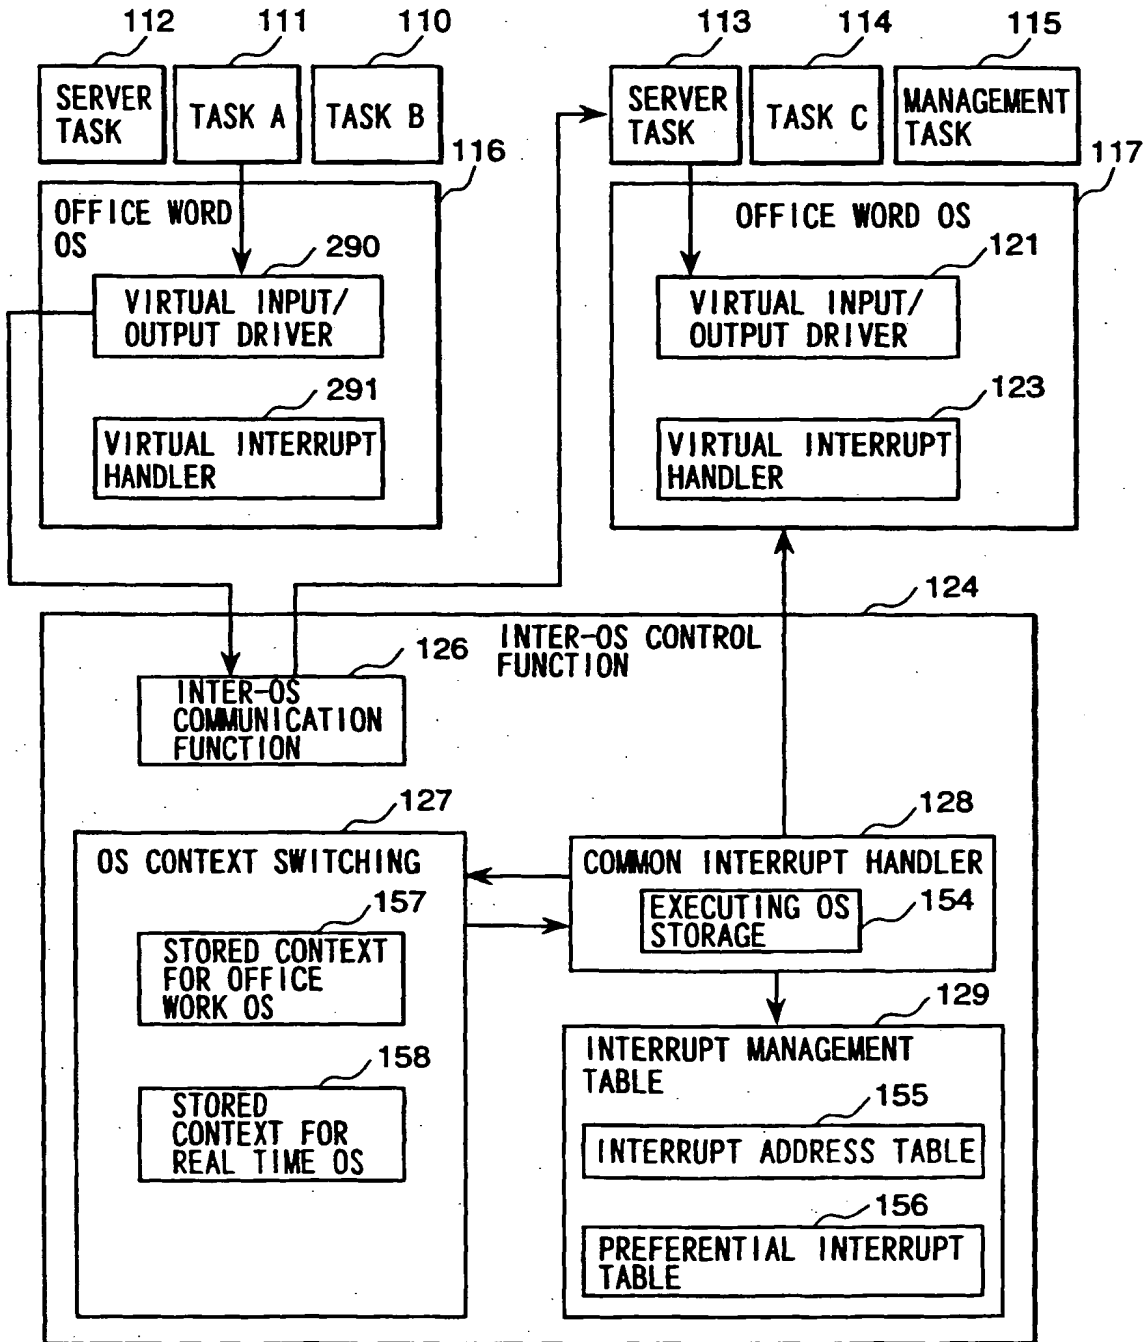 112
111
110
113
114
115
SERVER
TASK
TASK A
TASK B
SERVER
TASK
TASK C
MANAGEMENT
TASK
116
117
OFFICE WORD
OS
290
VIRTUAL INPUT/
OUTPUT DRIVER
291
VIRTUAL INTERRUPT
HANDLER
OFFICE WORD OS
121
VIRTUAL INPUT/
OUTPUT DRIVER
123
VIRTUAL INTERRUPT
HANDLER
124
INTER-OS CONTROL
FUNCTION
126
INTER-OS
COMMUNICATION
FUNCTION
127
OS CONTEXT SWITCHING
157
STORED CONTEXT
FOR OFFICE
WORK OS
158
STORED
CONTEXT FOR
REAL TIME OS
128
COMMON INTERRUPT HANDLER
EXECUTING OS
STORAGE
154
129
INTERRUPT MANAGEMENT
TABLE
155
INTERRUPT ADDRESS TABLE
156
PREFERENTIAL INTERRUPT
TABLE